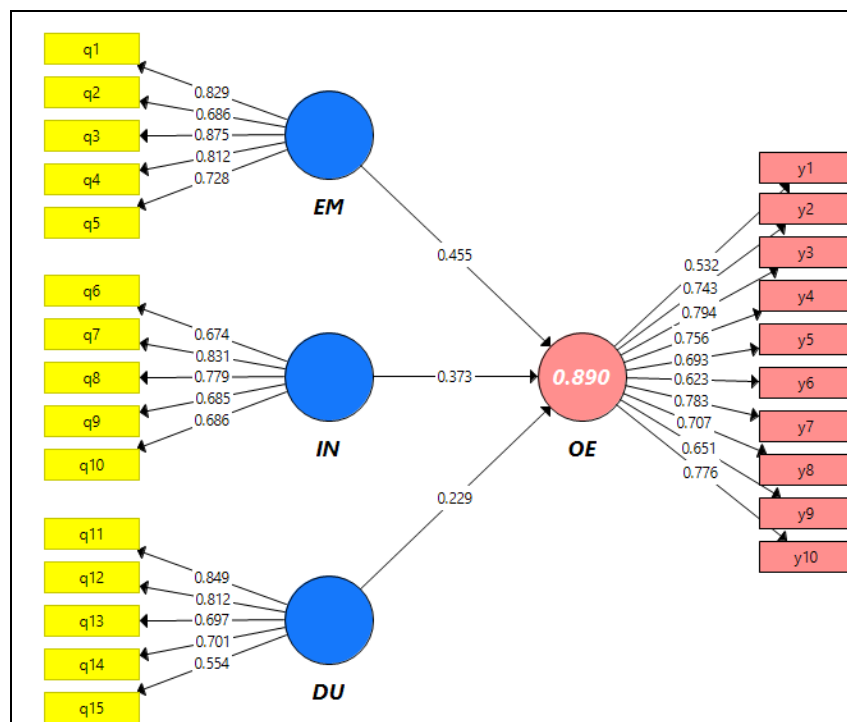 q1
q2
q3
q4
q5
0.829
0.686
0.875
0.812
0.728
EM
0.455
q6
q7
q8
q9
q10
0.674
0.831
0.779
0.685
0.686
IN
0.373
q11
q12
q13
q14
q15
0.849
0.812
0.697
0.701
0.554
DU
0.229
0.890
OE
0.532
0.743
0.794
0.756
0.693
0.623
0.783
0.707
0.651
0.776
y1
y2
y3
y4
y5
y6
y7
y8
y9
y10